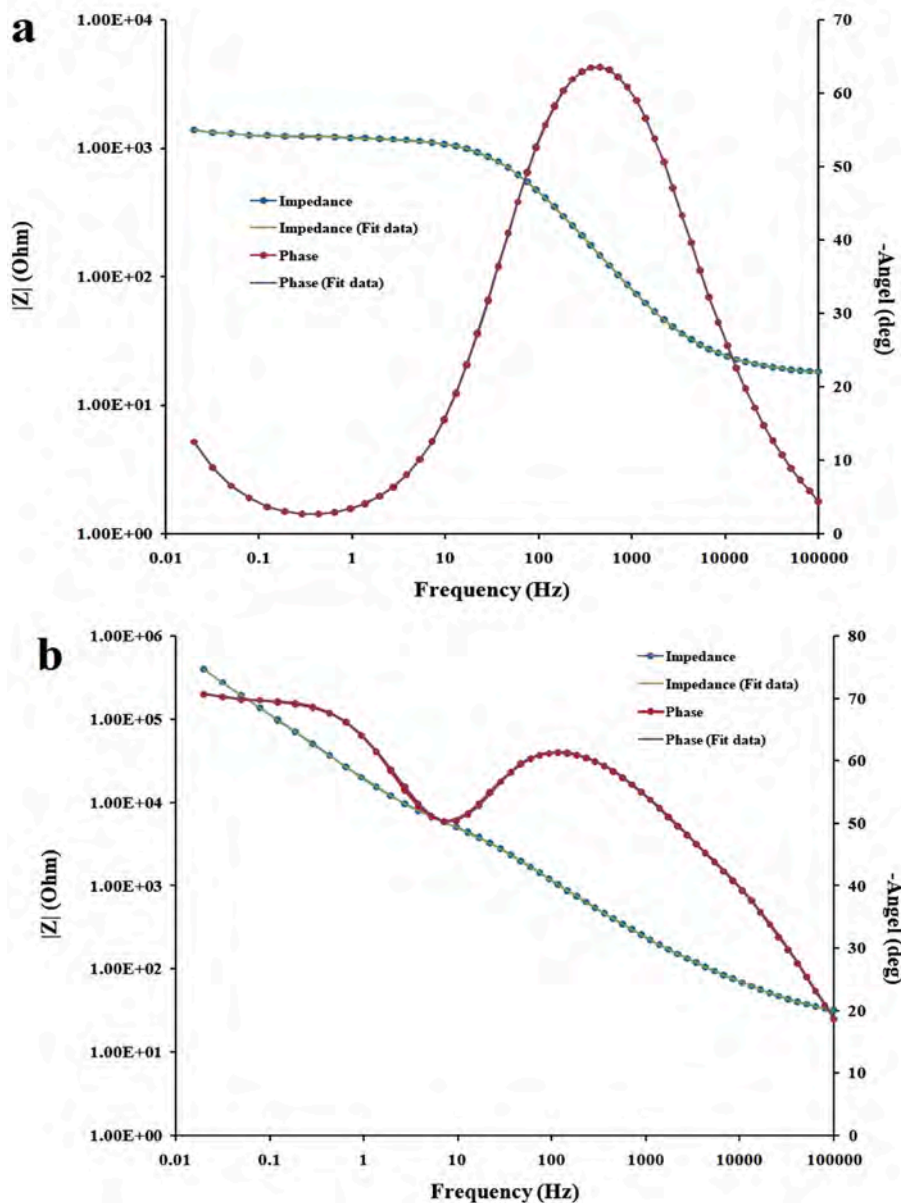 a
1.00E+04
1.00E+03
1.00E+02
1.00E+01
1.00E+00
|Z| (Ohm)
70
60
50
40
30
20
10
0
-Angel (deg)
Impedance
Impedance (Fit data)
Phase
Phase (Fit data)
0.01 0.1 1 10 100 1000 10000 100000
Frequency (Hz)
b
1.00E+06
1.00E+05
1.00E+04
1.00E+03
1.00E+02
1.00E+01
1.00E+00
|Z| (Ohm)
80
70
60
50
40
30
20
10
0
-Angel (deg)
Impedance
Impedance (Fit data)
Phase
Phase (Fit data)
0.01 0.1 1 10 100 1000 10000 100000
Frequency (Hz)